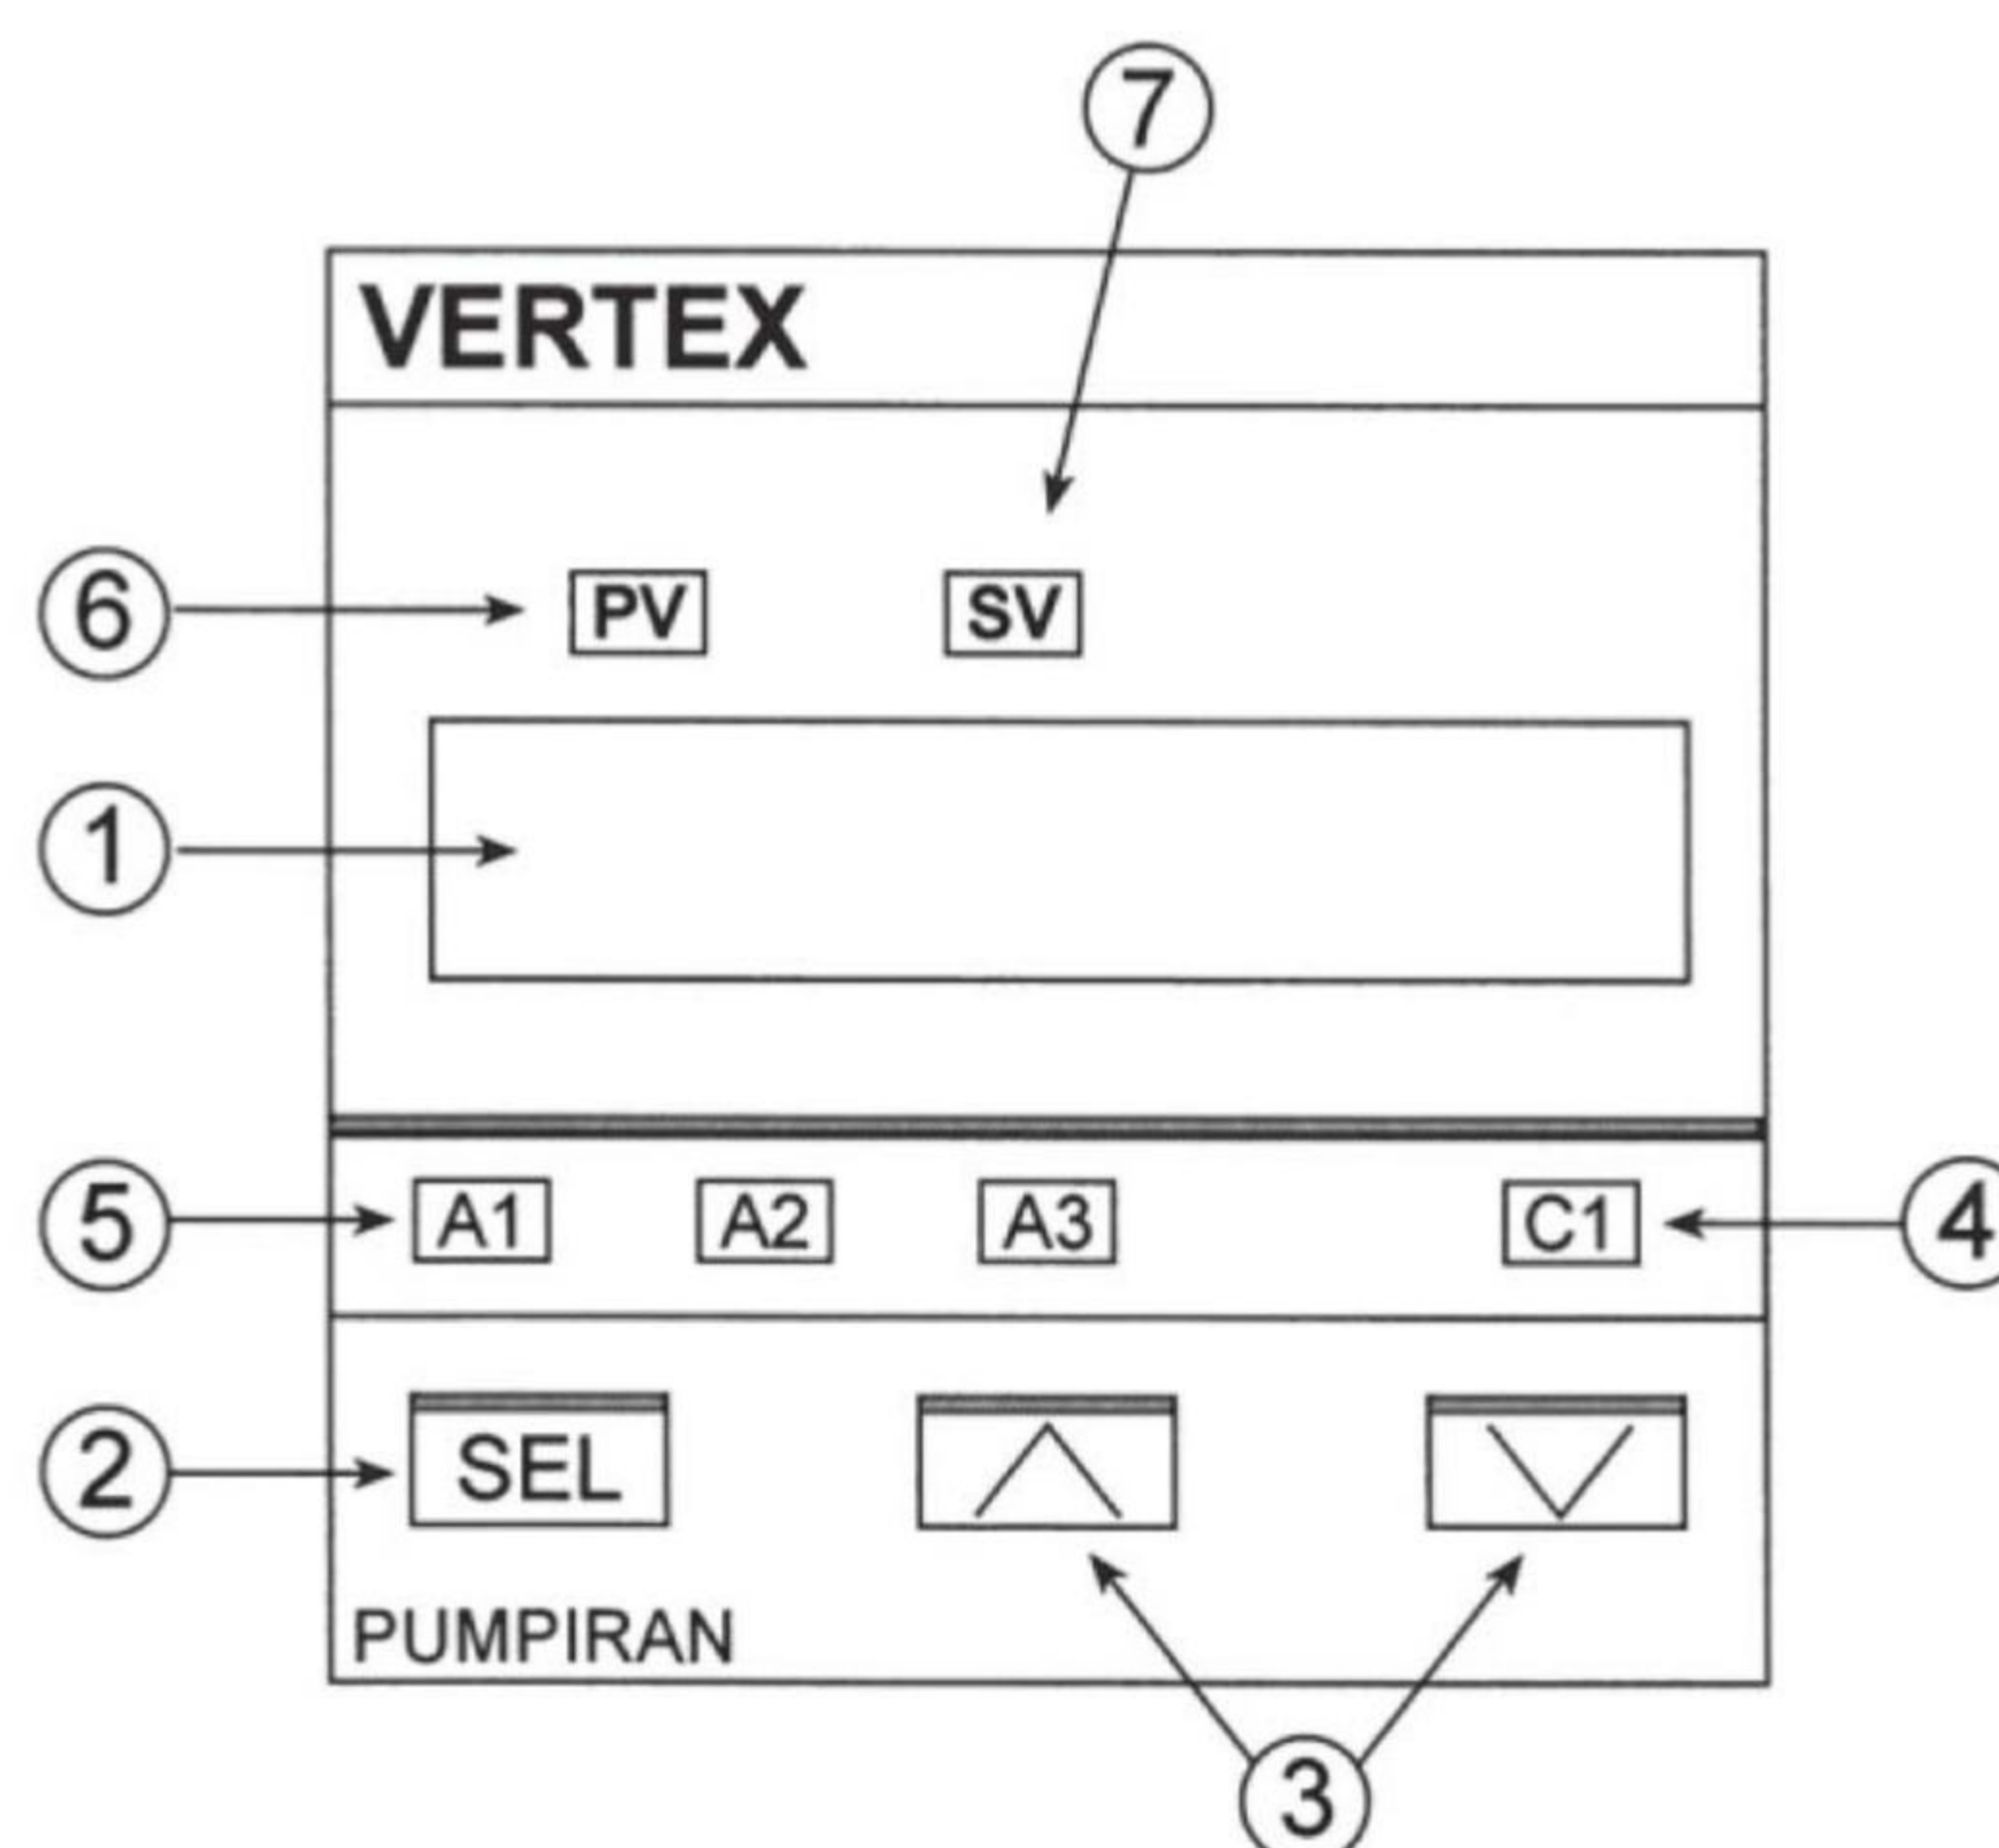 7
VERTEX
6 PV SV
1
5 A1 A2 A3 C1 4
2 SEL
PUMPIRAN
3